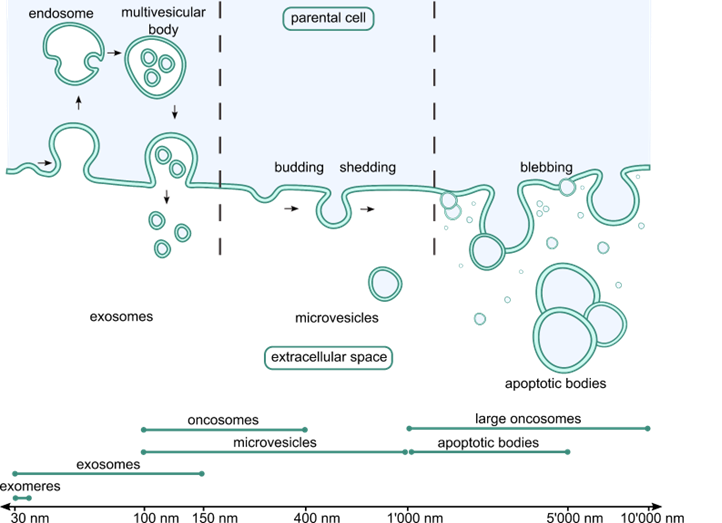 endosome
multivesicular
body
parental cell
budding
shedding
blebbing
exosomes
microvesicles
extracellular space
apoptotic bodies
oncosomes
large oncosomes
microvesicles
apoptotic bodies
exosomes
exomeres
30 nm
100 nm
150 nm
400 nm
1'000 nm
5'000 nm
10'000 nm